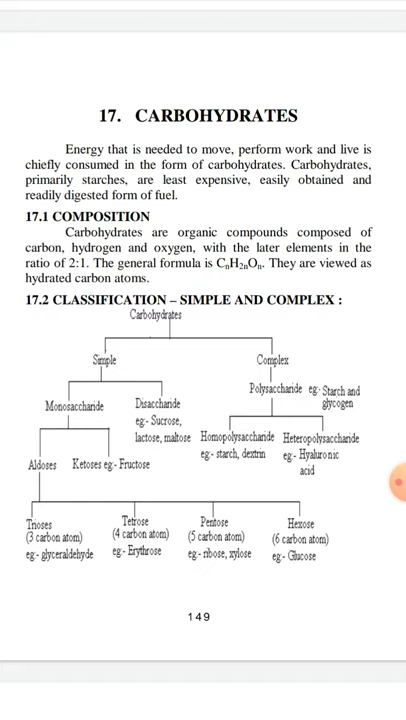 17. CARBOHYDRATES
Energy that is needed to move, perform work and live is
chiefly consumed in the form of carbohydrates. Carbohydrates,
primarily starches, are least expensive, easily obtained and
readily digested form of fuel.
17.1 COMPOSITION
Carbohydrates are organic compounds composed of
carbon, hydrogen and oxygen, with the later elements in the
ratio of 2:1. The general formula is CnH2nOn. They are viewed as
hydrated carbon atoms.
17.2 CLASSIFICATION – SIMPLE AND COMPLEX :
Carbohydrates
Simple
Complex
Polysaccharide eg:- Starch and
glycogen
Monosaccharide
Disaccharide
eg:- Sucrose,
lactose, maltose
Homopolysaccharide
eg:- starch, dextrin
Heteropolysaccharide
eg:- Hyaluronic
acid
Aldoses
Ketoses eg:- Fructose
Trioses
(3 carbon atom)
eg:- glyceraldehyde
Tetrose
(4 carbon atom)
eg:- Erythrose
Pentose
(5 carbon atom)
eg:- ribose, xylose
Hexose
(6 carbon atom)
eg:- Glucose
149